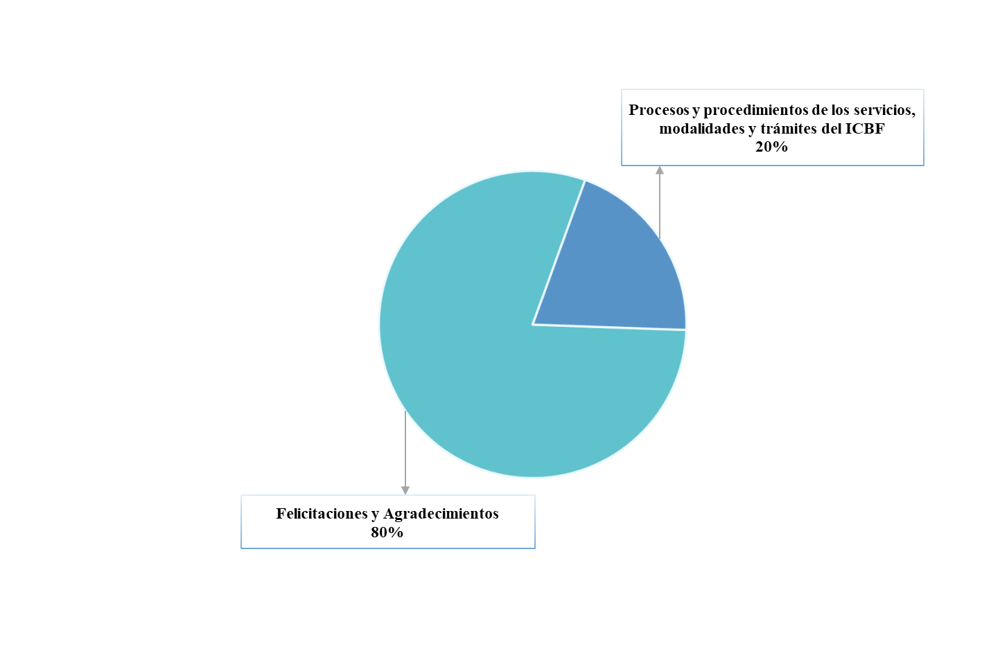 Procesos y procedimientos de los servicios,
modalidades y trámites del ICBF
20%
Felicitaciones y Agradecimientos
80%